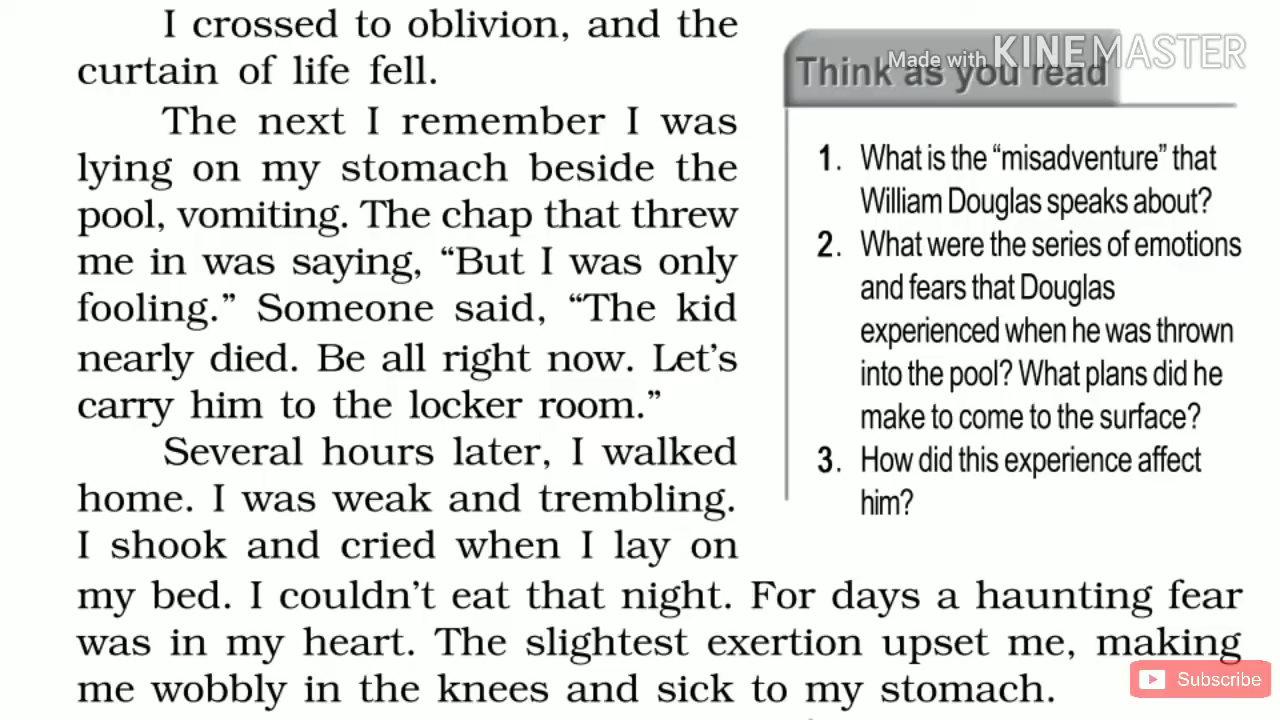 I crossed to oblivion, and the
curtain of life fell.
The next I remember I was
lying on my stomach beside the
pool, vomiting. The chap that threw
me in was saying, “But I was only
fooling.” Someone said, “The kid
nearly died. Be all right now. Let’s
carry him to the locker room.”
Several hours later, I walked
home. I was weak and trembling.
I shook and cried when I lay on
my bed. I couldn’t eat that night. For days a haunting fear
was in my heart. The slightest exertion upset me, making
me wobbly in the knees and sick to my stomach.
Made with KINEMASTER
Think as you read
1. What is the “misadventure” that
William Douglas speaks about?
2. What were the series of emotions
and fears that Douglas
experienced when he was thrown
into the pool? What plans did he
make to come to the surface?
3. How did this experience affect
him?
Subscribe